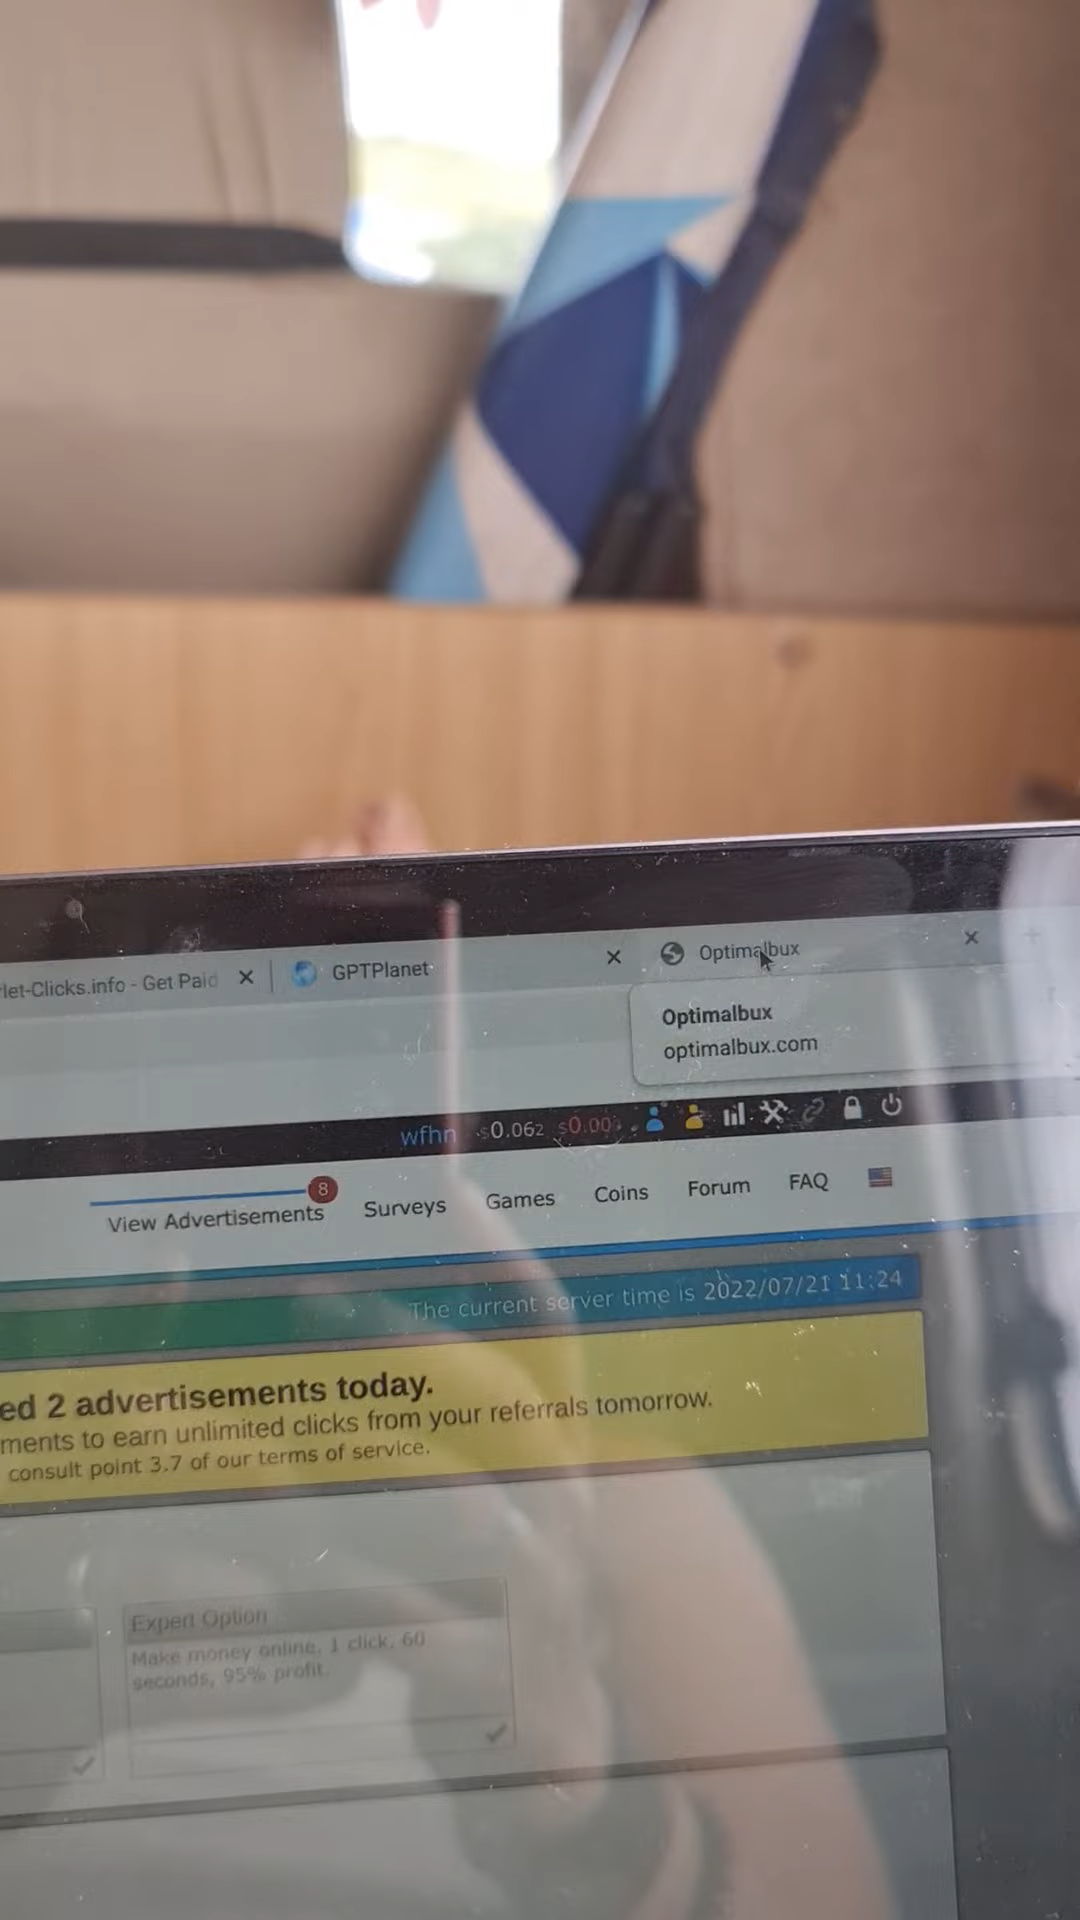 let-Clicks.info - Get Paid
GPTPlanet
Optimalbux
Optimalbux
optimalbux.com
wfhn $0.062 $0.00
8
View Advertisements Surveys Games Coins Forum FAQ
The current server time is 2022/07/21 11:24
ed 2 advertisements today.
ments to earn unlimited clicks from your referrals tomorrow.
consult point 3.7 of our terms of service.
Expert Option
Make money online, 1 click, 60
seconds, 95% profit.